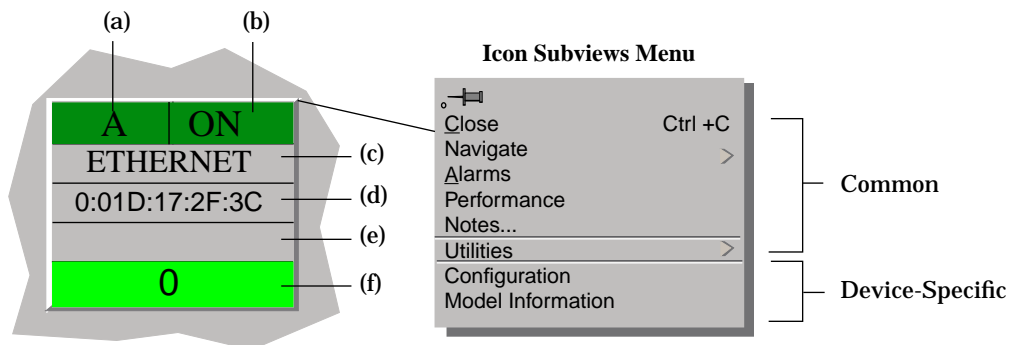 (a)
(b)
A ON
ETHERNET
0:01D:17:2F:3C
0
(c)
(d)
(e)
(f)
Icon Subviews Menu
Close Ctrl +C
Navigate
Alarms
Performance
Notes...
Utilities
Configuration
Model Information
Common
Device-Specific